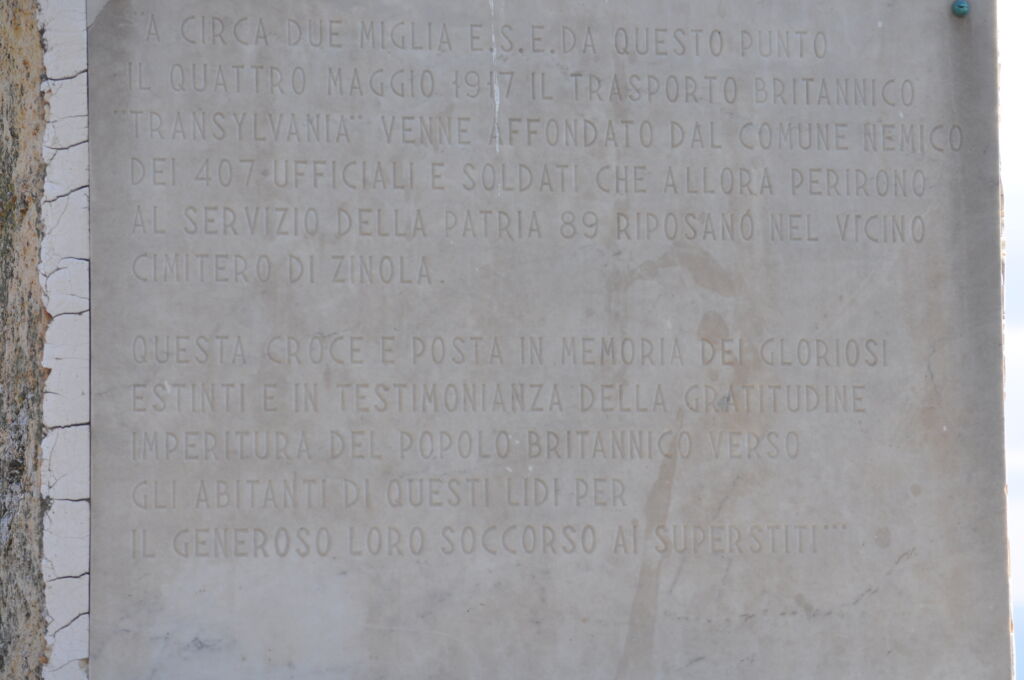 "A CIRCA DUE MIGLIA E.S.E. DA QUESTO PUNTO
IL QUATTRO MAGGIO 1917 IL TRASPORTO BRITANNICO
"TRANSYLVANIA" VENNE AFFONDATO DAL COMUNE NEMICO
DEI 407 UFFICIALI E SOLDATI CHE ALLORA PERIRONO
AL SERVIZIO DELLA PATRIA 89 RIPOSANO NEL VICINO
CIMITERO DI ZINOLA.
QUESTA CROCE E POSTA IN MEMORIA DEI GLORIOSI
ESTINTI E IN TESTIMONIANZA DELLA GRATITUDINE
IMPERITURA DEL POPOLO BRITANNICO VERSO
GLI ABITANTI DI QUESTI LIDI PER
IL GENEROSO LORO SOCCORSO AI SUPERSTITI"